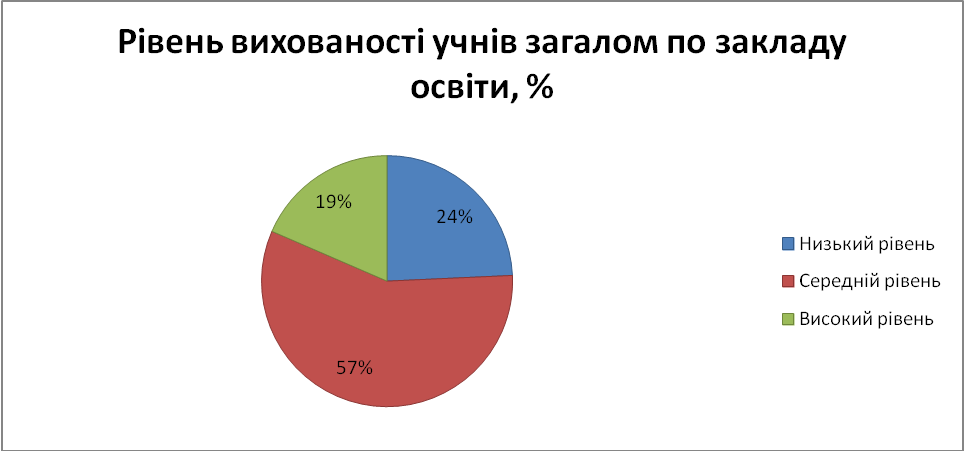 Рівень вихованості учнів загалом по закладу
освіти, %
19%
24%
57%
Низький рівень
Середній рівень
Високий рівень